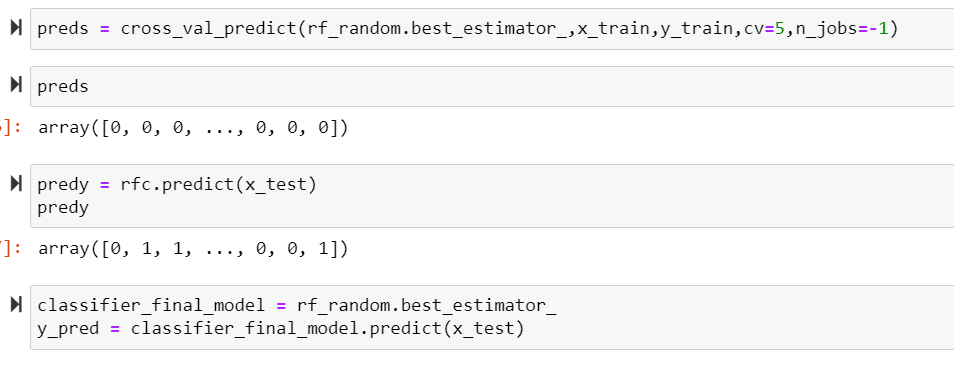 preds = cross_val_predict(rf_random.best_estimator_,x_train,y_train,cv=5,n_jobs=-1)
preds
]: array([0, 0, 0, ..., 0, 0, 0])
predy = rfc.predict(x_test)
predy
]: array([0, 1, 1, ..., 0, 0, 1])
classifier_final_model = rf_random.best_estimator_
y_pred = classifier_final_model.predict(x_test)